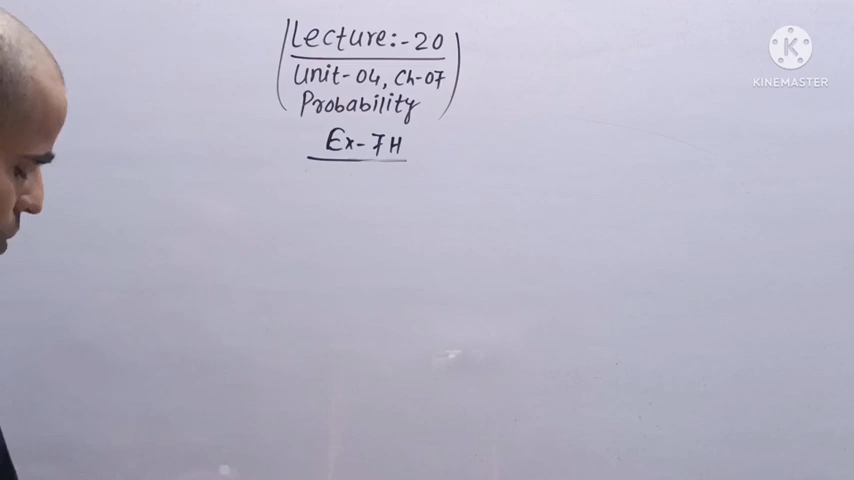 Lecture:-20
Unit-04, Ch-07
Probability
Ex-7H
K
KINEMASTER